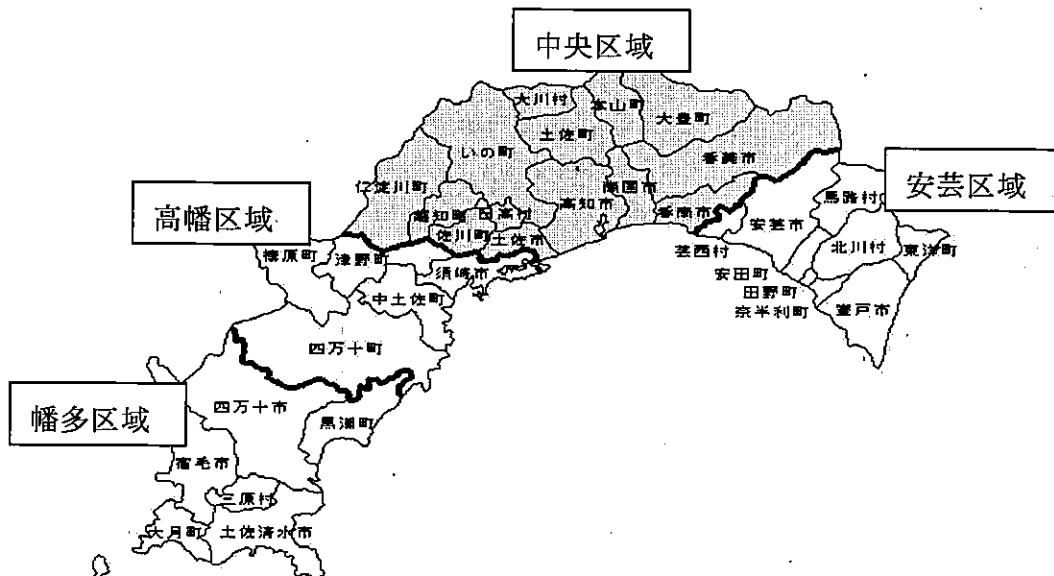 中央区域
大川村
本山町
大豊町
土佐町
いの町
香美市
仁淀川町
南国市
安芸区域
高知市
馬路村
高幡区域
越知町
日高村
香南市
安芸市
佐川町
土佐市
北川村
東洋町
梼原町
津野町
芸西村
須崎市
安田町
中土佐町
田野町
奈半利町
室戸市
四万十町
幡多区域
四万十市
黒潮町
宿毛市
三原村
大月町
土佐清水市